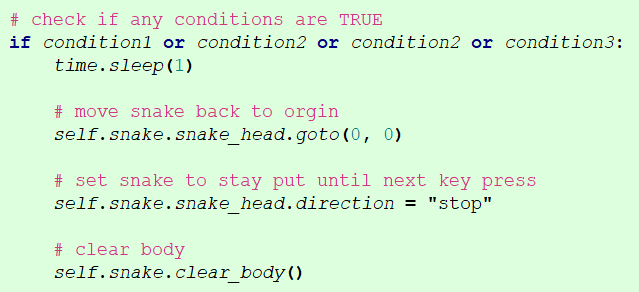 # check if any conditions are TRUE
if condition1 or condition2 or condition2 or condition3:
    time.sleep(1)

    # move snake back to orgin
    self.snake.snake_head.goto(0, 0)

    # set snake to stay put until next key press
    self.snake.snake_head.direction = "stop"

    # clear body
    self.snake.clear_body()